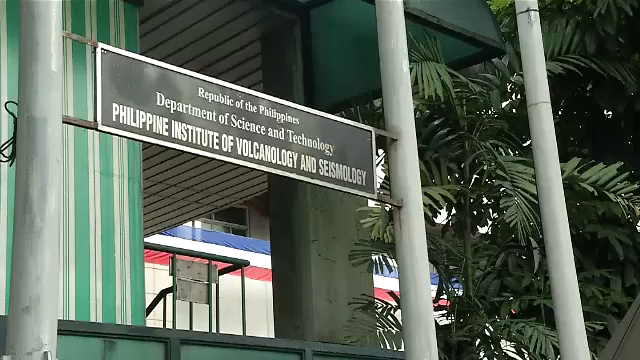 Republic of the Philippines
Department of Science and Technology
PHILIPPINE INSTITUTE OF VOLCANOLOGY AND SEISMOLOGY